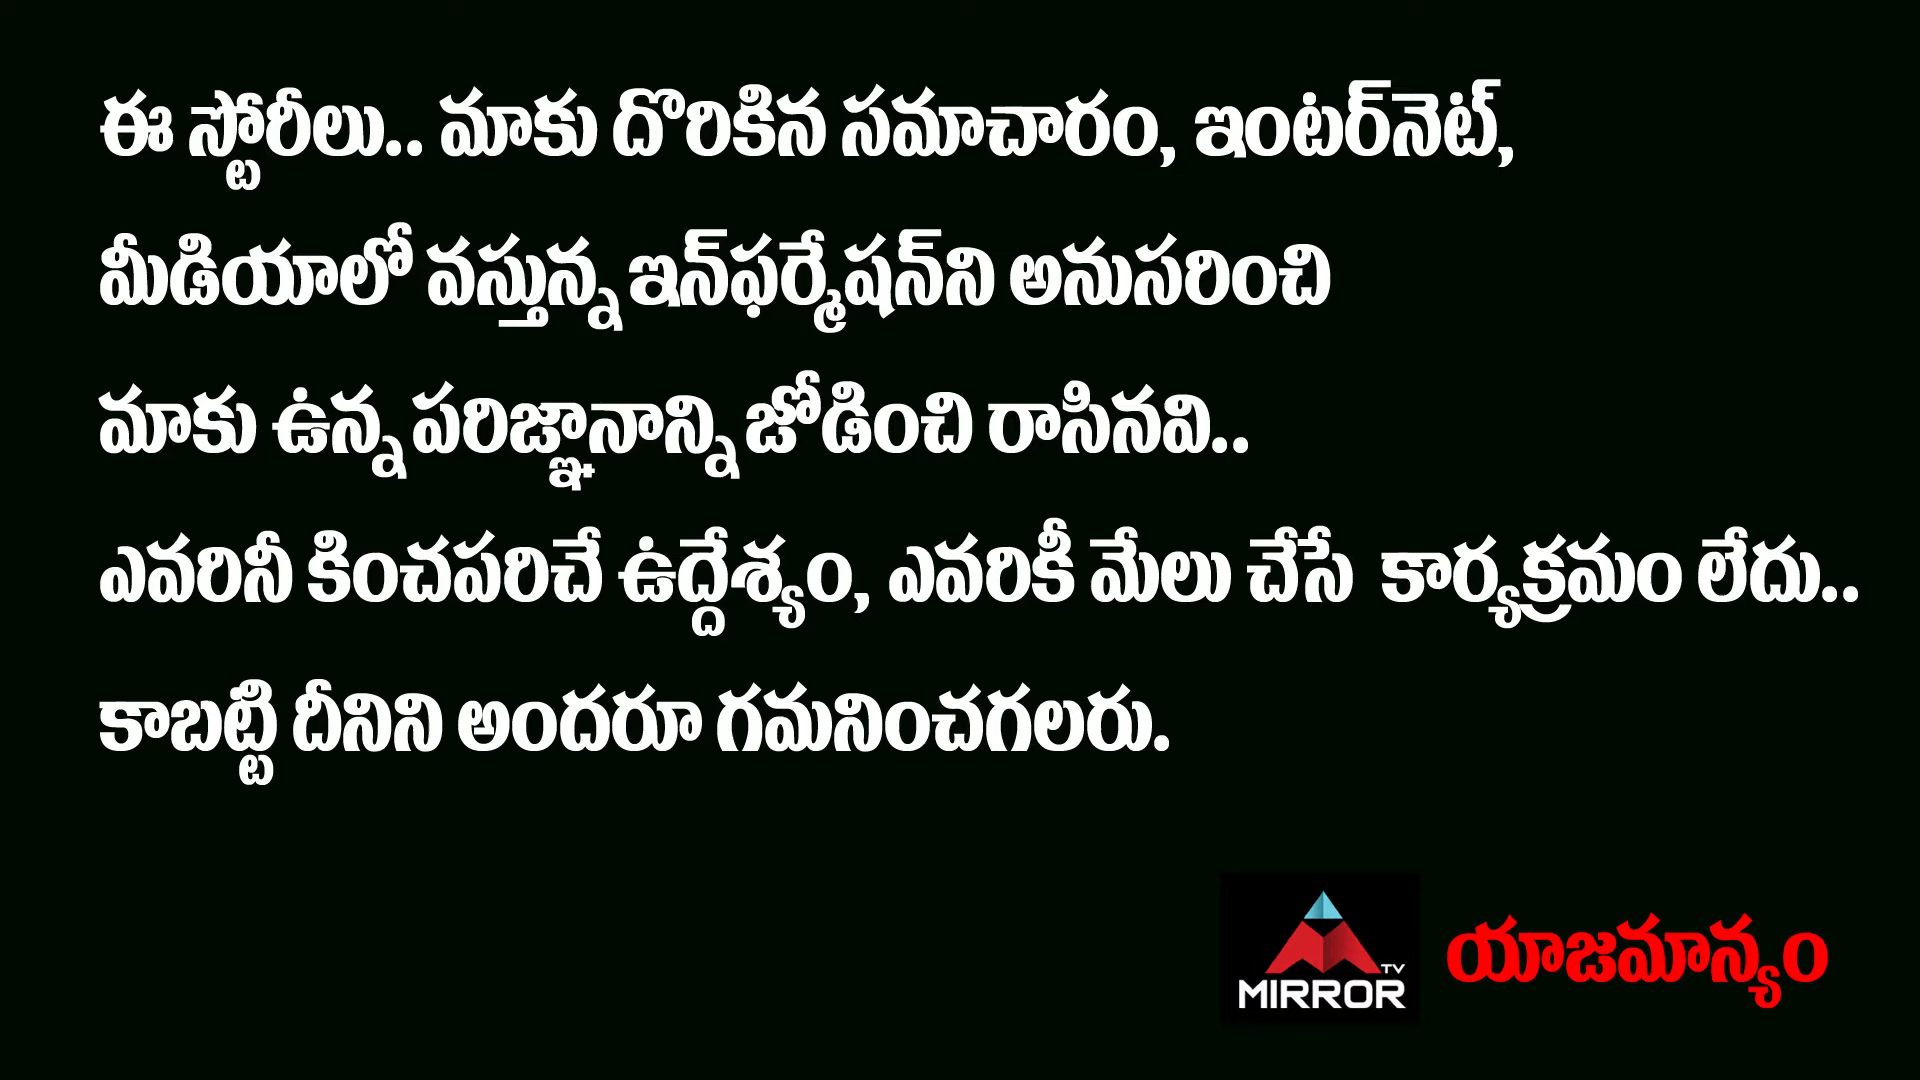 ఈ స్టోరీలు.. మాకు దొరికిన సమాచారం, ఇంటర్‌నెట్,
మీడియాలో వస్తున్న ఇన్‌ఫర్మేషన్‌ని అనుసరించి
మాకు ఉన్న పరిజ్ఞానాన్ని జోడించి రాసినవి..
ఎవరినీ కించపరిచే ఉద్దేశ్యం, ఎవరికీ మేలు చేసే కార్యక్రమం లేదు..
కాబట్టి దీనిని అందరూ గమనించగలరు.
TV
MIRROR
యాజమాన్యం